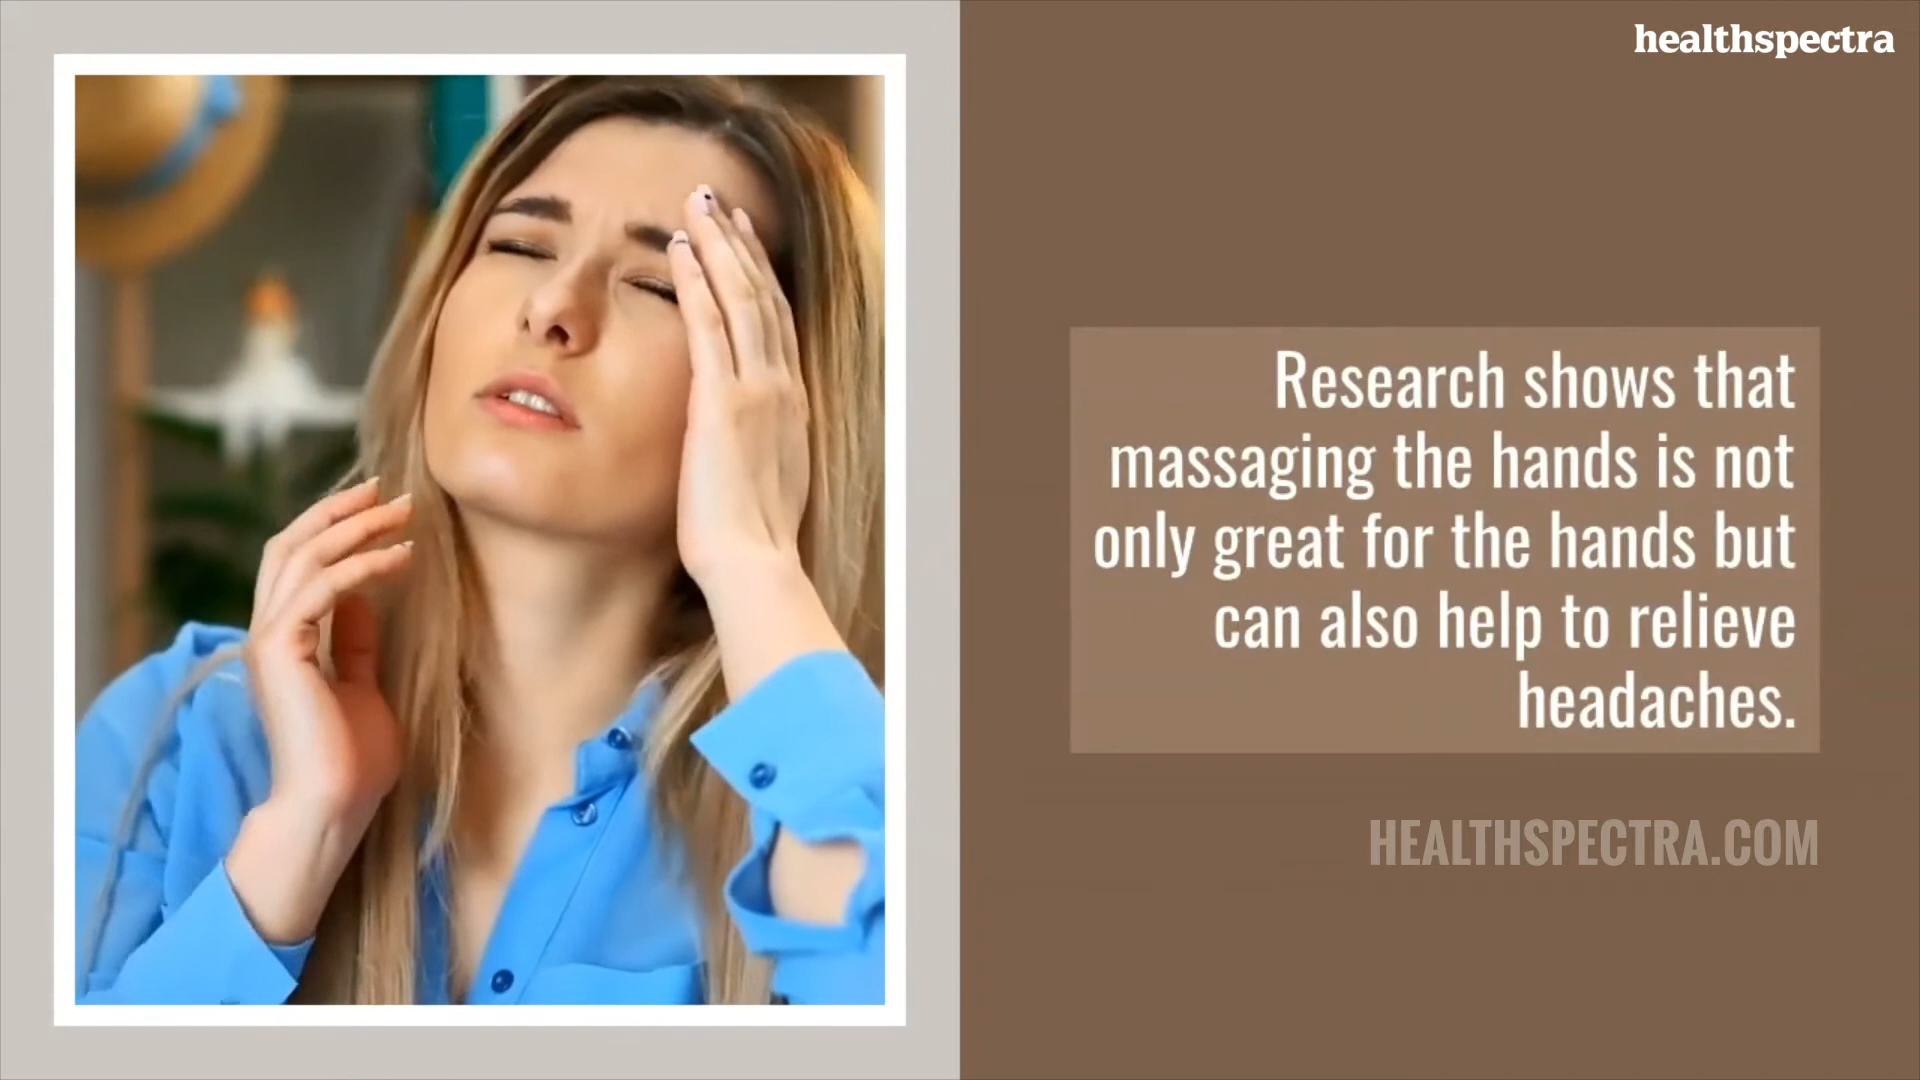 healthspectra
Research shows that
massaging the hands is not
only great for the hands but
can also help to relieve
headaches.
HEALTHSPECTRA.COM